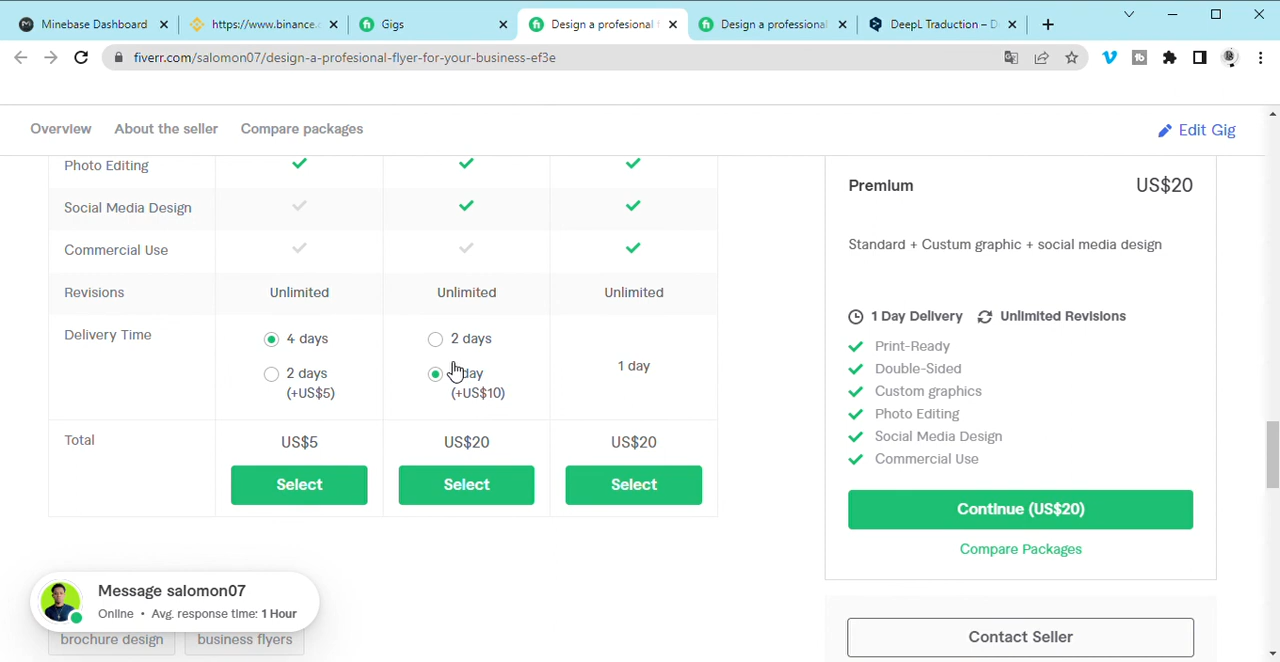 Minebase Dashboard
https://www.binance.c
Gigs
Design a profesional f
Design a professional
DeepL Traduction – D
fiverr.com/salomon07/design-a-profesional-flyer-for-your-business-ef3e
Overview About the seller Compare packages
Edit Gig
Photo Editing
Social Media Design
Commercial Use
Revisions Unlimited Unlimited Unlimited
Delivery Time
4 days
2 days
(+US$5)
2 days
day
(+US$10)
1 day
Total US$5 US$20 US$20
Select Select Select
Premium US$20
Standard + Custum graphic + social media design
1 Day Delivery Unlimited Revisions
Print-Ready
Double-Sided
Custom graphics
Photo Editing
Social Media Design
Commercial Use
Continue (US$20)
Compare Packages
Contact Seller
Message salomon07
Online • Avg. response time: 1 Hour
brochure design business flyers